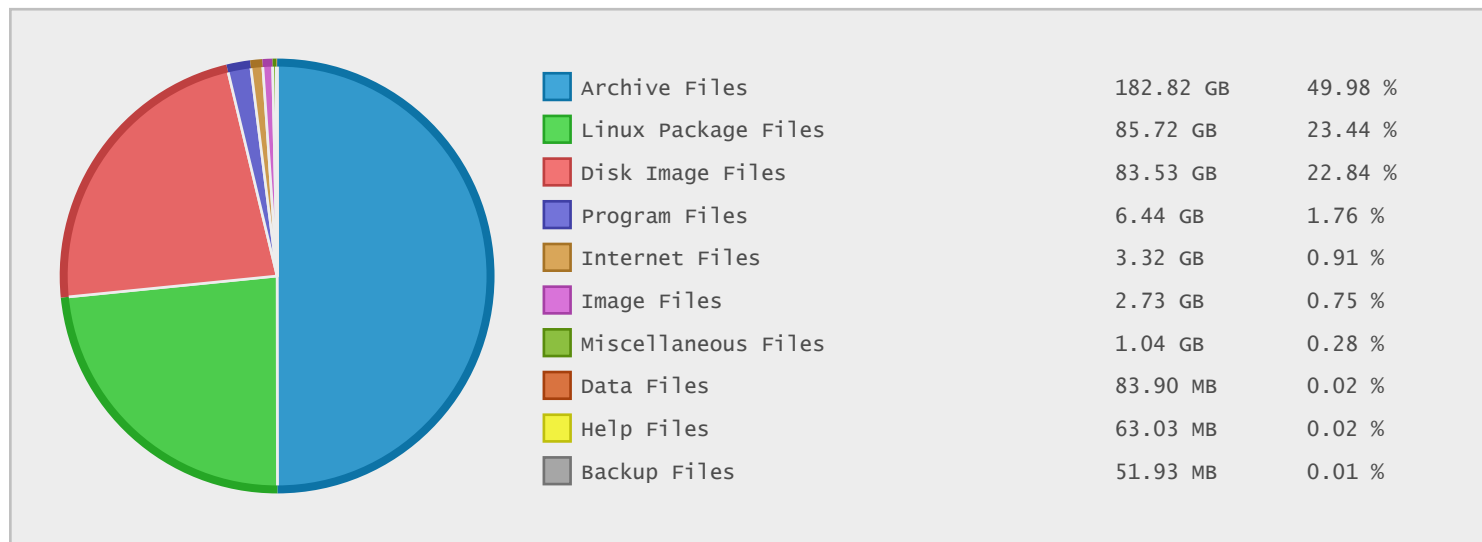 Archive Files 182.82 GB 49.98 %
Linux Package Files 85.72 GB 23.44 %
Disk Image Files 83.53 GB 22.84 %
Program Files 6.44 GB 1.76 %
Internet Files 3.32 GB 0.91 %
Image Files 2.73 GB 0.75 %
Miscellaneous Files 1.04 GB 0.28 %
Data Files 83.90 MB 0.02 %
Help Files 63.03 MB 0.02 %
Backup Files 51.93 MB 0.01 %